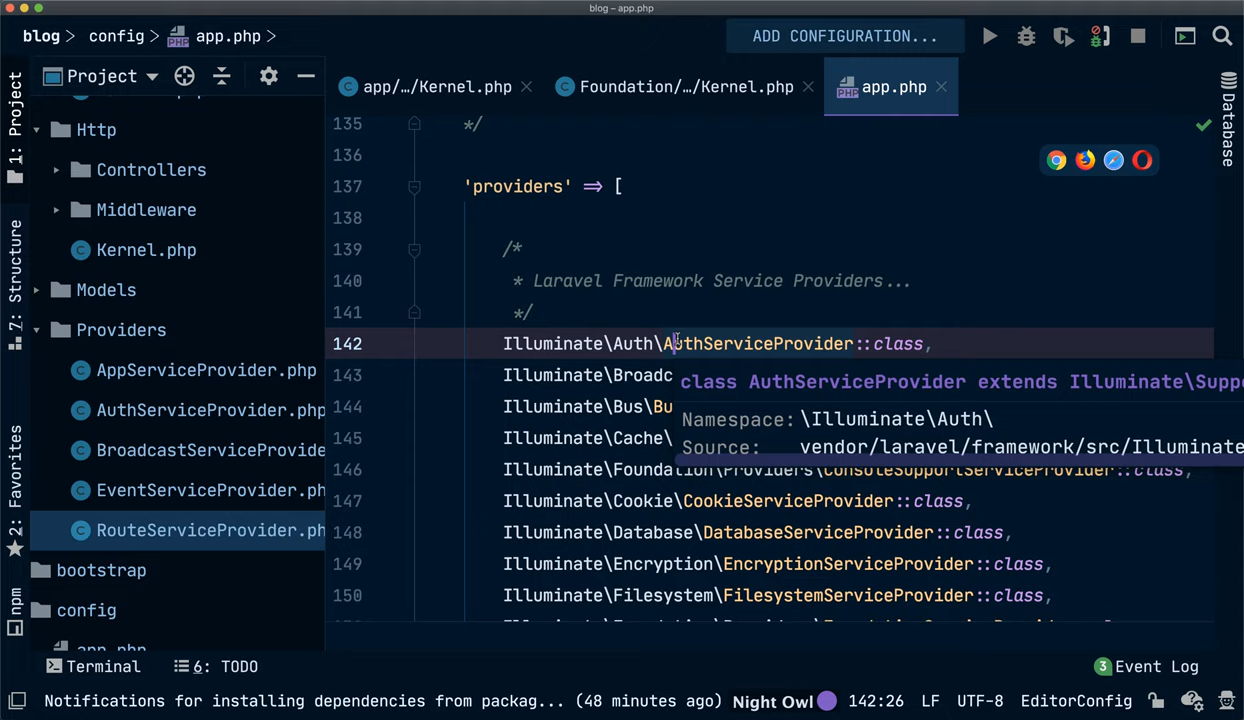 blog – app.php
blog > config > app.php >
ADD CONFIGURATION...
1: Project
7: Structure
2: Favorites
npm
Project
Http
Controllers
Middleware
Kernel.php
Models
Providers
AppServiceProvider.php
AuthServiceProvider.php
BroadcastServiceProvide
EventServiceProvider.ph
RouteServiceProvider.ph
bootstrap
config
app.php
app/…/Kernel.php
Foundation/…/Kernel.php
app.php
Database
135 */
136
137 'providers' => [
138
139 /*
140 * Laravel Framework Service Providers...
141 */
142 Illuminate\Auth\AuthServiceProvider::class,
143 Illuminate\Broadc
144 Illuminate\Bus\Bu
145 Illuminate\Cache\
146 Illuminate\Foundation\Providers\ConsoleSupportServiceProvider::class,
147 Illuminate\Cookie\CookieServiceProvider::class,
148 Illuminate\Database\DatabaseServiceProvider::class,
149 Illuminate\Encryption\EncryptionServiceProvider::class,
150 Illuminate\Filesystem\FilesystemServiceProvider::class,
class AuthServiceProvider extends Illuminate\Suppo
Namespace: \Illuminate\Auth\
Source: vendor/laravel/framework/src/Illuminate
Terminal
6: TODO
3 Event Log
Notifications for installing dependencies from packag... (48 minutes ago)
Night Owl
142:26 LF UTF-8 EditorConfig